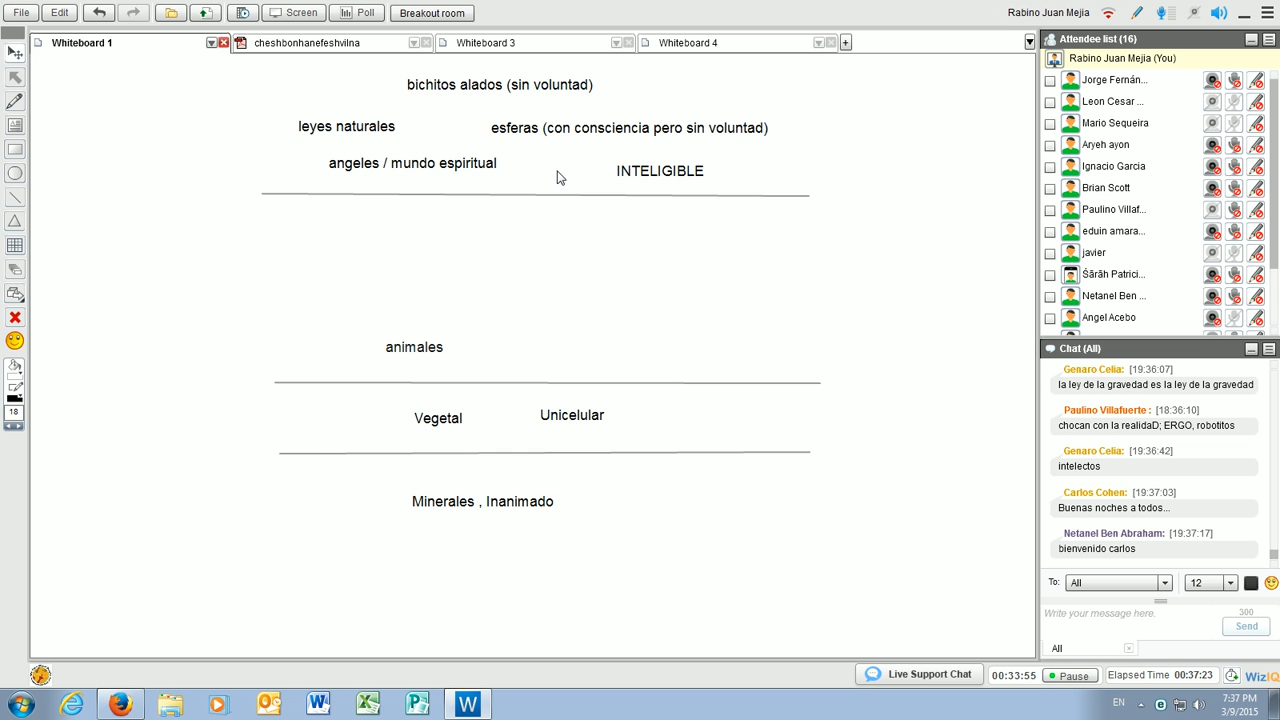 File
Edit
Screen
Poll
Breakout room
Rabino Juan Mejia
Whiteboard 1
cheshbonhanefeshvilna
Whiteboard 3
Whiteboard 4
bichitos alados (sin voluntad)
leyes naturales
esferas (con consciencia pero sin voluntad)
angeles / mundo espiritual
INTELIGIBLE
animales
Vegetal
Unicelular
Minerales , Inanimado
18
Attendee list (16)
Rabino Juan Mejia (You)
Jorge Fernán...
Leon Cesar ...
Mario Sequeira
Aryeh ayon
Ignacio Garcia
Brian Scott
Paulino Villaf...
eduin amara...
javier
Śārāh Patrici...
Netanel Ben ...
Angel Acebo
Chat (All)
Genaro Celia: [19:36:07]
la ley de la gravedad es la ley de la gravedad
Paulino Villafuerte : [18:36:10]
chocan con la realidaD; ERGO, robotitos
Genaro Celia: [19:36:42]
intelectos
Carlos Cohen: [19:37:03]
Buenas noches a todos...
Netanel Ben Abraham: [19:37:17]
bienvenido carlos
To: All 12
Write your message here. 300
Send
All
Live Support Chat
00:33:55 Pause
Elapsed Time 00:37:23
WizIQ
EN
7:37 PM
3/9/2015